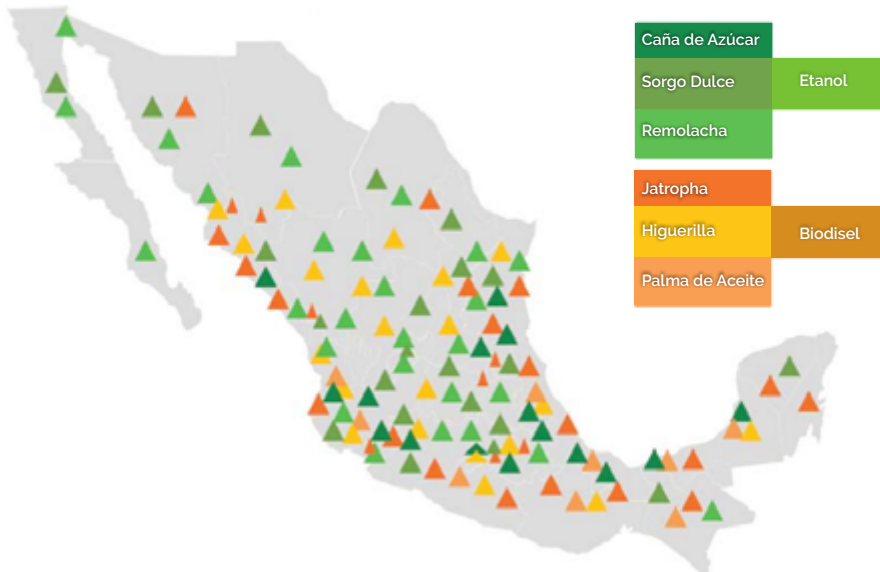 Caña de Azúcar
Sorgo Dulce
Etanol
Remolacha
Jatropha
Higuerilla
Biodisel
Palma de Aceite